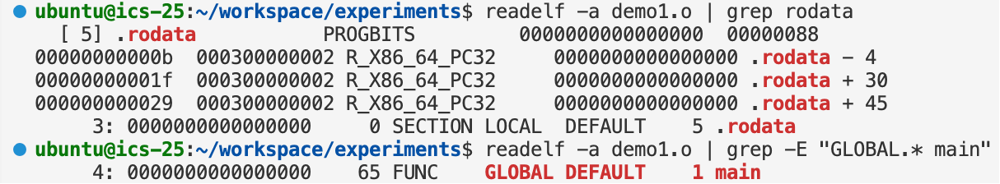 ubuntu@ics-25:~/workspace/experiments$ readelf -a demo1.o | grep rodata
[ 5] .rodata PROGBITS 0000000000000000 00000088
00000000000b 000300000002 R_X86_64_PC32 0000000000000000 .rodata - 4
00000000001f 000300000002 R_X86_64_PC32 0000000000000000 .rodata + 30
000000000029 000300000002 R_X86_64_PC32 0000000000000000 .rodata + 45
3: 0000000000000000 0 SECTION LOCAL DEFAULT 5 .rodata
ubuntu@ics-25:~/workspace/experiments$ readelf -a demo1.o | grep -E "GLOBAL.* main"
4: 0000000000000000 65 FUNC GLOBAL DEFAULT 1 main